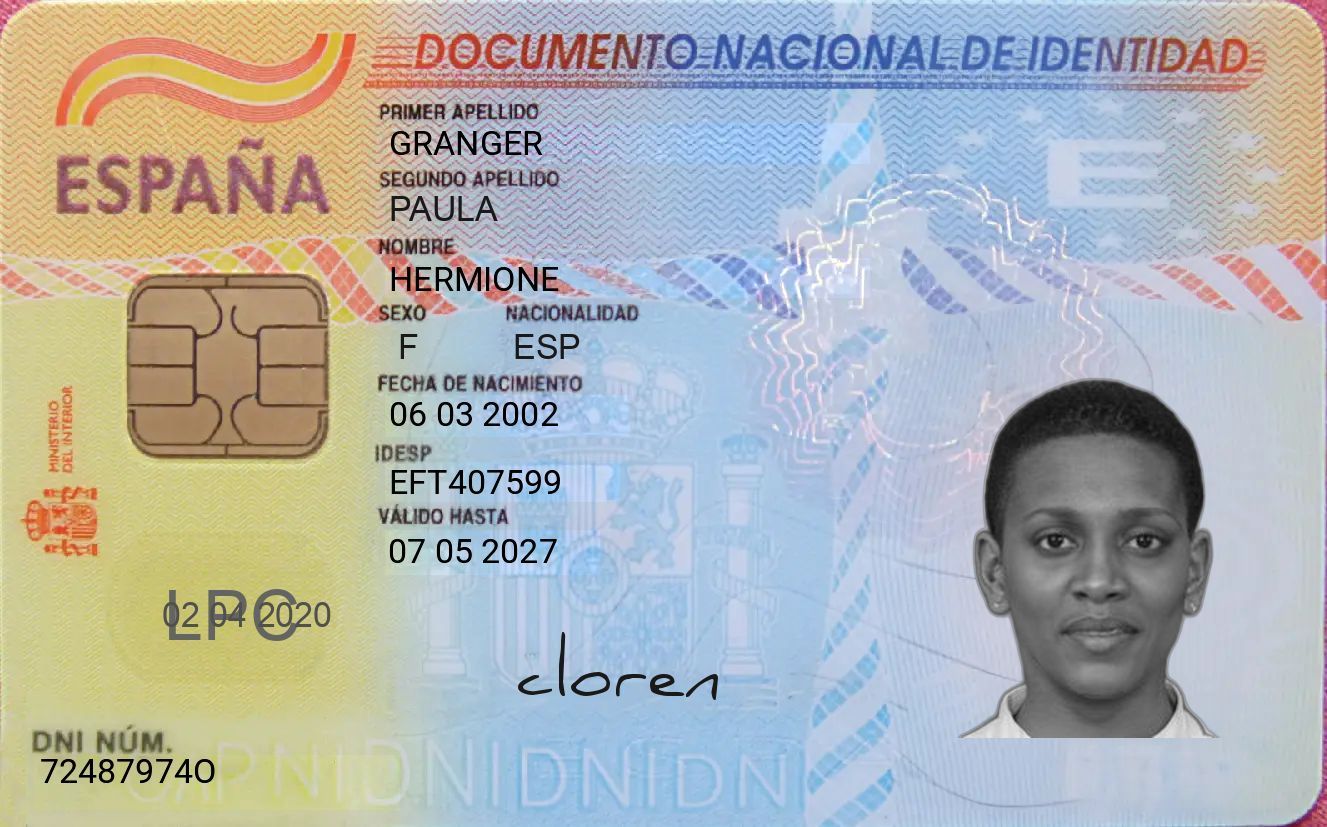 DOCUMENTO NACIONAL DE IDENTIDAD
ESPAÑA
PRIMER APELLIDO
GRANGER
SEGUNDO APELLIDO
PAULA
NOMBRE
HERMIONE
SEXO NACIONALIDAD
F ESP
FECHA DE NACIMIENTO
06 03 2002
IDESP
EFT407599
VÁLIDO HASTA
07 05 2027
MINISTERIO
DEL INTERIOR
E
LPC
02 04 2020
cloren
DNI NÚM.
72487974O